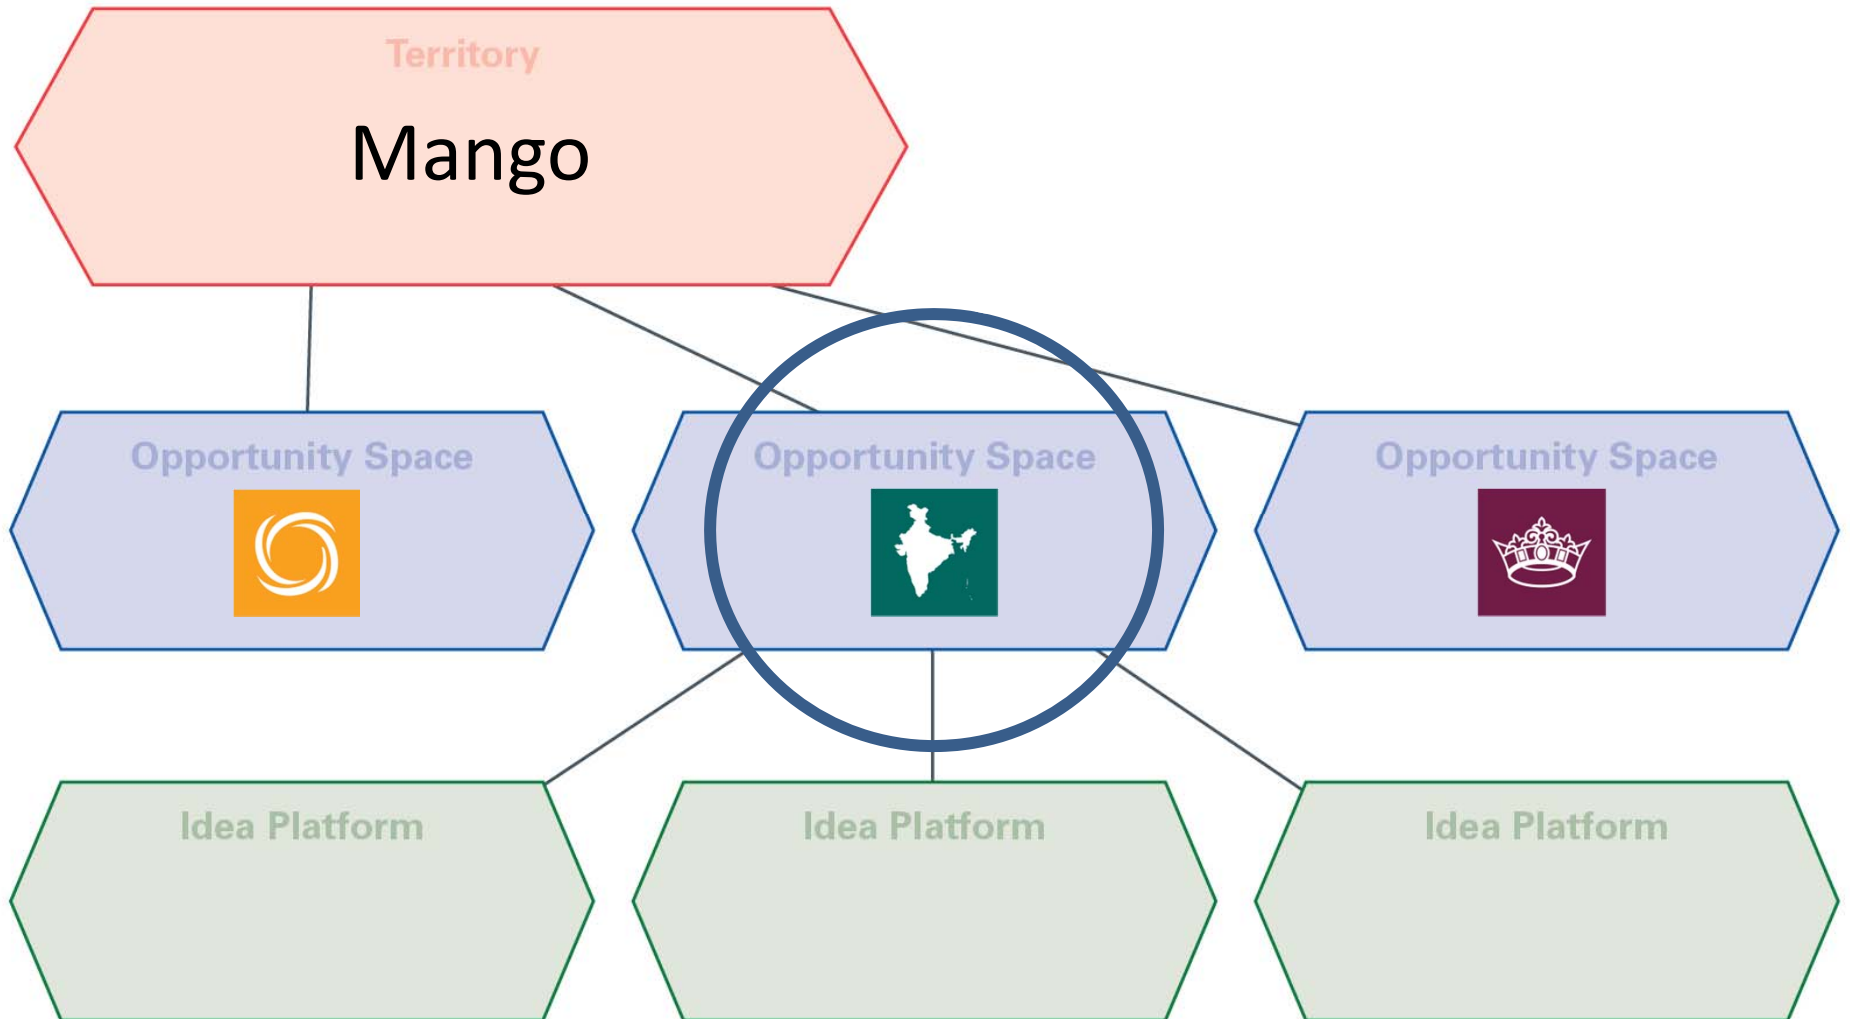 Territory
Mango
Opportunity Space
Opportunity Space
Opportunity Space
Idea Platform
Idea Platform
Idea Platform